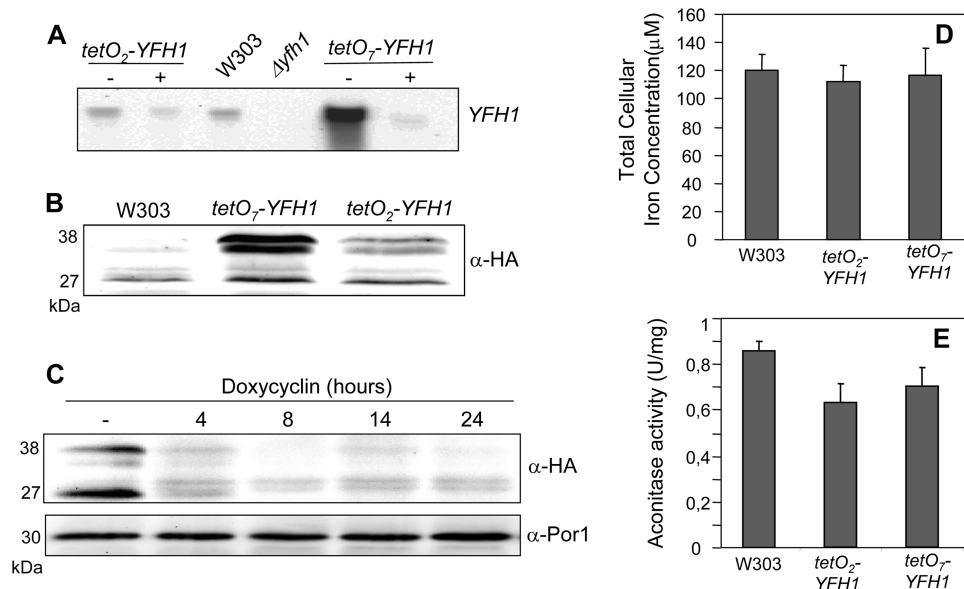 A
tetO2-YFH1 W303 Δyfh1 tetO7-YFH1
- + - +
YFH1
B
W303 tetO7-YFH1 tetO2-YFH1
38
27
kDa
α-HA
C
Doxycyclin (hours)
- 4 8 14 24
38
27
α-HA
30
α-Por1
kDa
D
Total Cellular
Iron Concentration(μM)
160
140
120
100
80
60
40
20
0
W303 tetO2- tetO7-
YFH1 YFH1
E
Aconitase activity (U/mg)
1
0,8
0,6
0,4
0,2
0
W303 tetO2- tetO7-
YFH1 YFH1